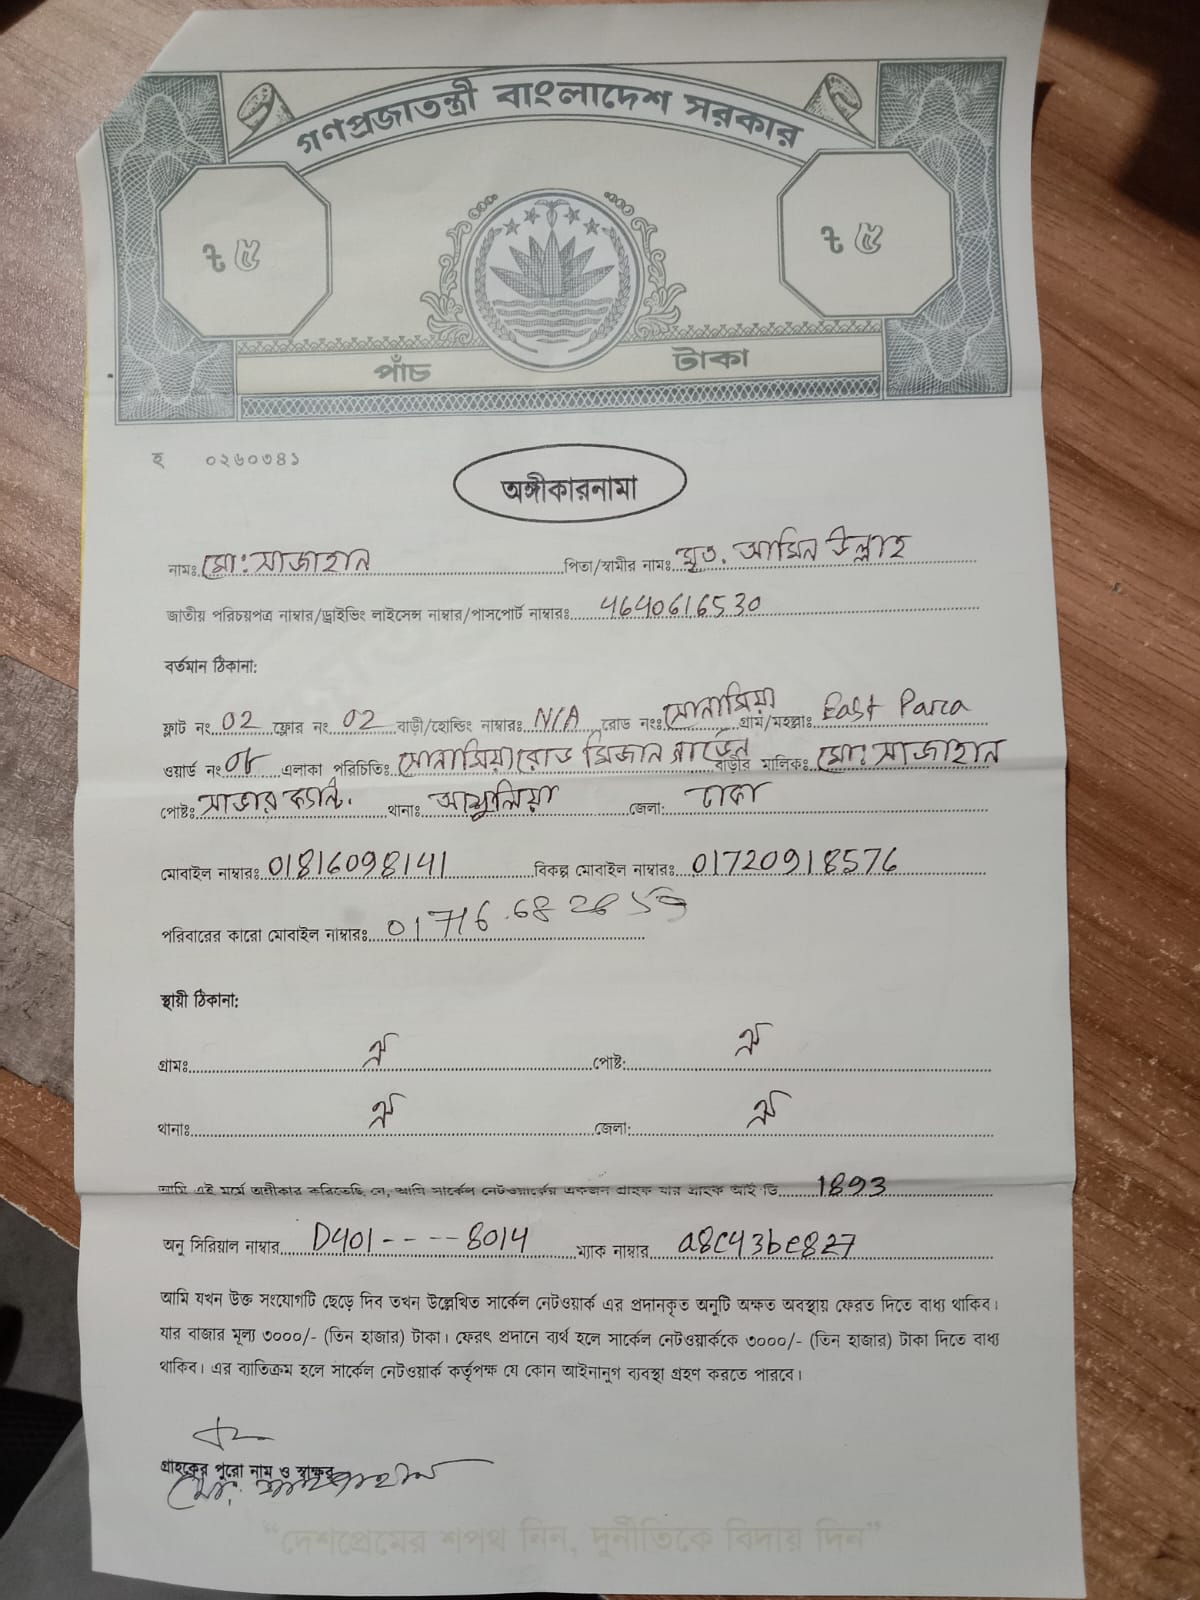 গণপ্রজাতন্ত্রী বাংলাদেশ সরকার
৳ ৫ ৳ ৫
পাঁচ টাকা
হ ০২৬০৩৪১
অঙ্গীকারনামা
নামঃ মো: সাজাহান পিতা/স্বামীর নামঃ মৃত. আমিন উল্লাহ
জাতীয় পরিচয়পত্র নাম্বার/ড্রাইভিং লাইসেন্স নাম্বার/পাসপোর্ট নাম্বারঃ 4640616530
বর্তমান ঠিকানা:
ফ্লাট নং 02 ফ্লোর নং 02 বাড়ী/হোল্ডিং নাম্বারঃ N/A রোড নংঃ সোনামিয়া গ্রাম/মহল্লাঃ East Para
ওয়ার্ড নং এলাকা পরিচিতিঃ সোনামিয়া রোড মিজান গার্ডেন বাড়ীর মালিকঃ মো: সাজাহান
পোষ্টঃ সাভার ক্যান্ট. থানাঃ আশুলিয়া জেলা: ঢাকা
মোবাইল নাম্বারঃ 01816098141 বিকল্প মোবাইল নাম্বারঃ 01720918576
পরিবারের কারো মোবাইল নাম্বারঃ 01716 68
স্থায়ী ঠিকানা:
গ্রামঃ ঐ পোষ্ট: ঐ
থানাঃ ঐ জেলা: ঐ
আমি এই মর্মে অঙ্গীকার করিতেছি যে, আমি সার্কেল নেটওয়ার্কের একজন গ্রাহক যার গ্রাহক আই ডি 1893
অনু সিরিয়াল নাম্বার D401----8014 ম্যাক নাম্বার a8c43be827
আমি যখন উক্ত সংযোগটি ছেড়ে দিব তখন উল্লেখিত সার্কেল নেটওয়ার্ক এর প্রদানকৃত অনুটি অক্ষত অবস্থায় ফেরত দিতে বাধ্য থাকিব।
যার বাজার মূল্য ৩০০০/- (তিন হাজার) টাকা। ফেরৎ প্রদানে ব্যর্থ হলে সার্কেল নেটওয়ার্ককে ৩০০০/- (তিন হাজার) টাকা দিতে বাধ্য
থাকিব। এর ব্যাতিক্রম হলে সার্কেল নেটওয়ার্ক কর্তৃপক্ষ যে কোন আইনানুগ ব্যবস্থা গ্রহণ করতে পারবে।
গ্রাহকের পুরো নাম ও স্বাক্ষর
মো: সাজাহান
“দেশপ্রেমের শপথ নিন, দুর্নীতিকে বিদায় দিন”